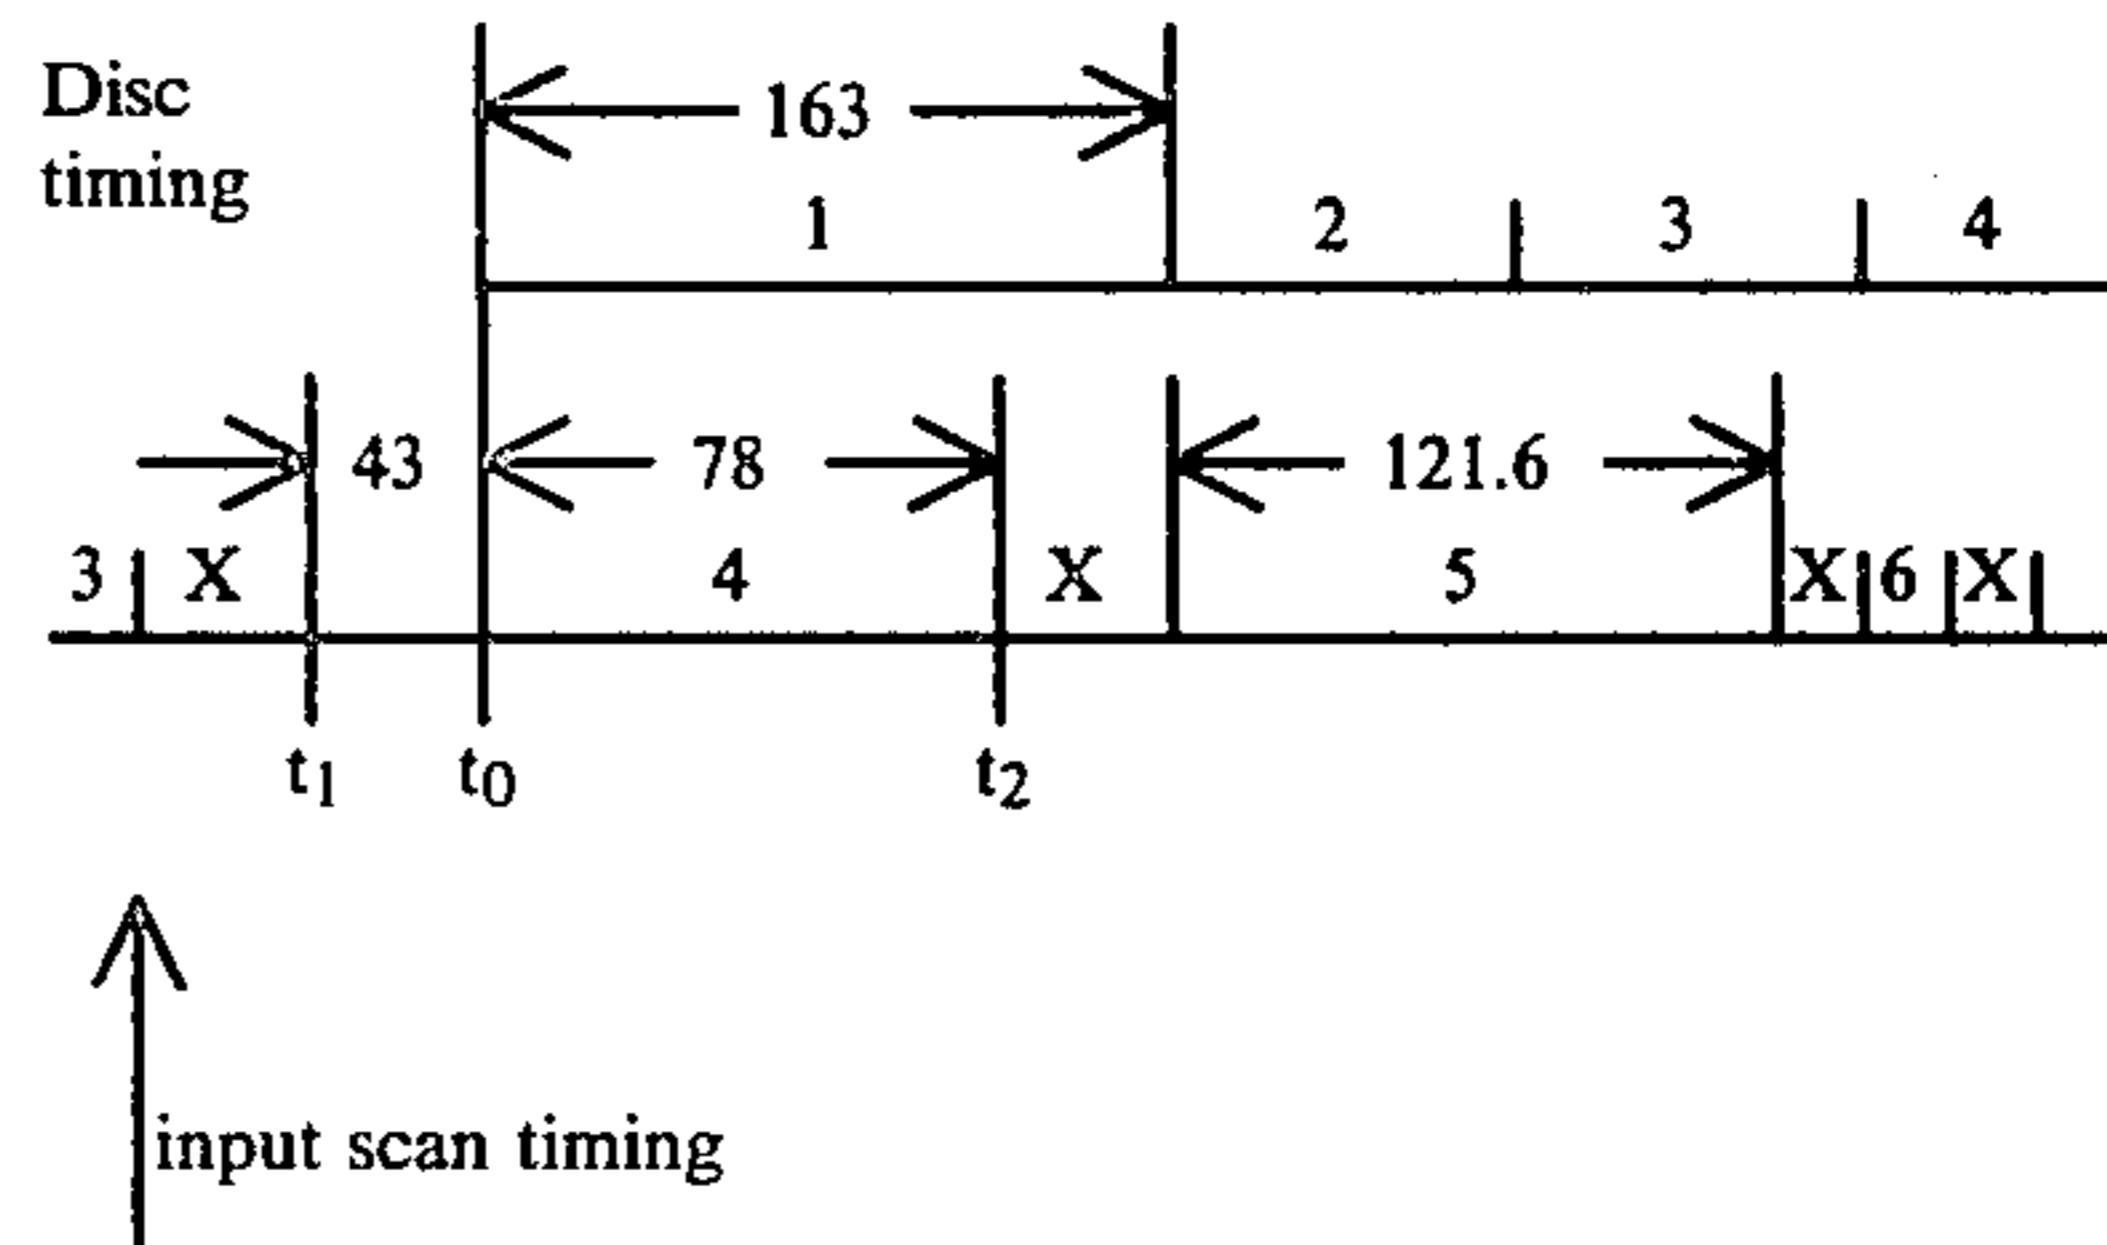 Disc
timing
163
1 2 3 4
43 78 121.6
3 X 4 X 5 X 6 X
t1 t0 t2
input scan timing